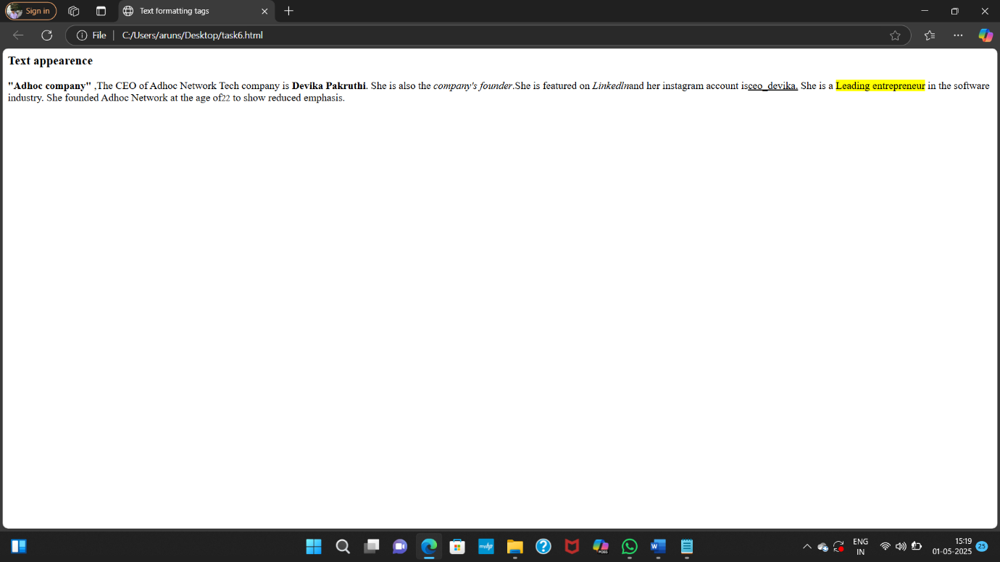 Sign in
Text formatting tags
File
C:/Users/aruns/Desktop/task6.html
Text appearence
"Adhoc company" ,The CEO of Adhoc Network Tech company is Devika Pakruthi. She is also the company's founder.She is featured on LinkedInand her instagram account isceo_devika. She is a Leading entrepreneur in the software
industry. She founded Adhoc Network at the age of22 to show reduced emphasis.
myhp
M365
W
ENG
IN
15:19
01-05-2025
25